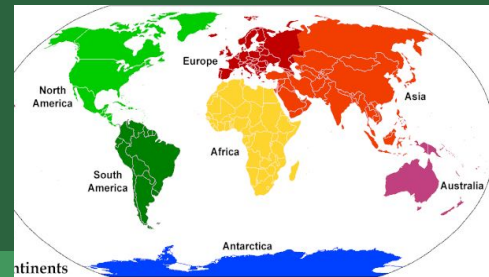 Europe
North
America
Asia
Africa
South
America
Australia
Antarctica
ntinents